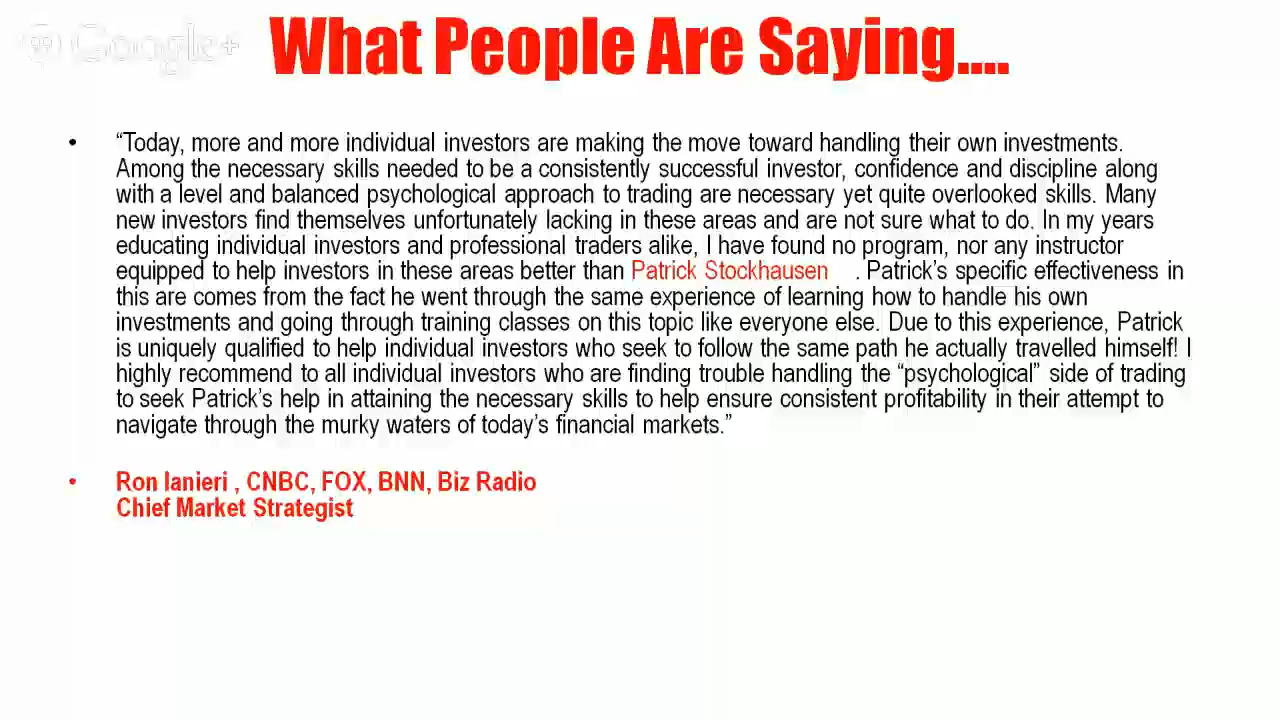 Google+
What People Are Saying....
• “Today, more and more individual investors are making the move toward handling their own investments.
Among the necessary skills needed to be a consistently successful investor, confidence and discipline along
with a level and balanced psychological approach to trading are necessary yet quite overlooked skills. Many
new investors find themselves unfortunately lacking in these areas and are not sure what to do. In my years
educating individual investors and professional traders alike, I have found no program, nor any instructor
equipped to help investors in these areas better than Patrick Stockhausen . Patrick’s specific effectiveness in
this are comes from the fact he went through the same experience of learning how to handle his own
investments and going through training classes on this topic like everyone else. Due to this experience, Patrick
is uniquely qualified to help individual investors who seek to follow the same path he actually travelled himself! I
highly recommend to all individual investors who are finding trouble handling the “psychological” side of trading
to seek Patrick’s help in attaining the necessary skills to help ensure consistent profitability in their attempt to
navigate through the murky waters of today’s financial markets.”
• Ron Ianieri , CNBC, FOX, BNN, Biz Radio
Chief Market Strategist